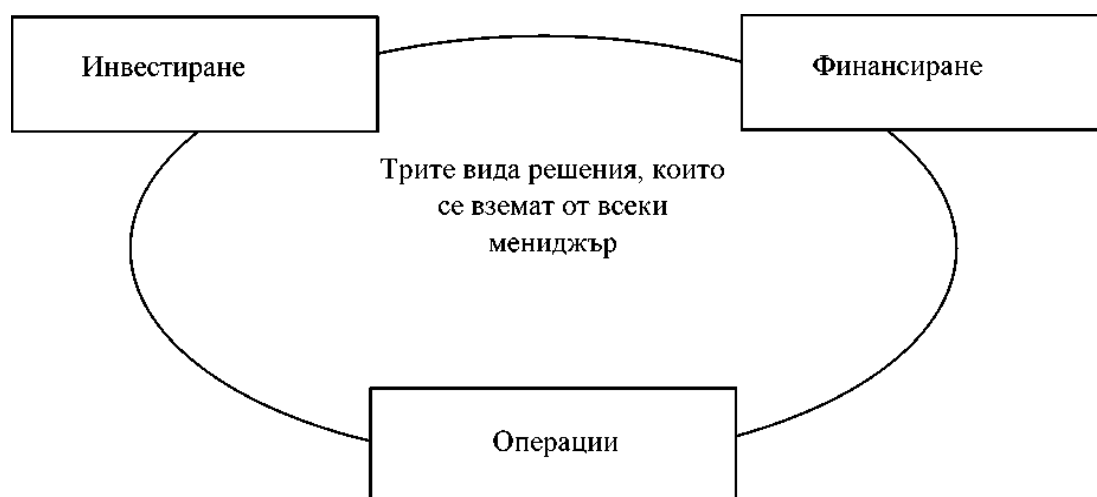 Инвестиране
Финансиране
Трите вида решения, които
се вземат от всеки
мениджър
Операции